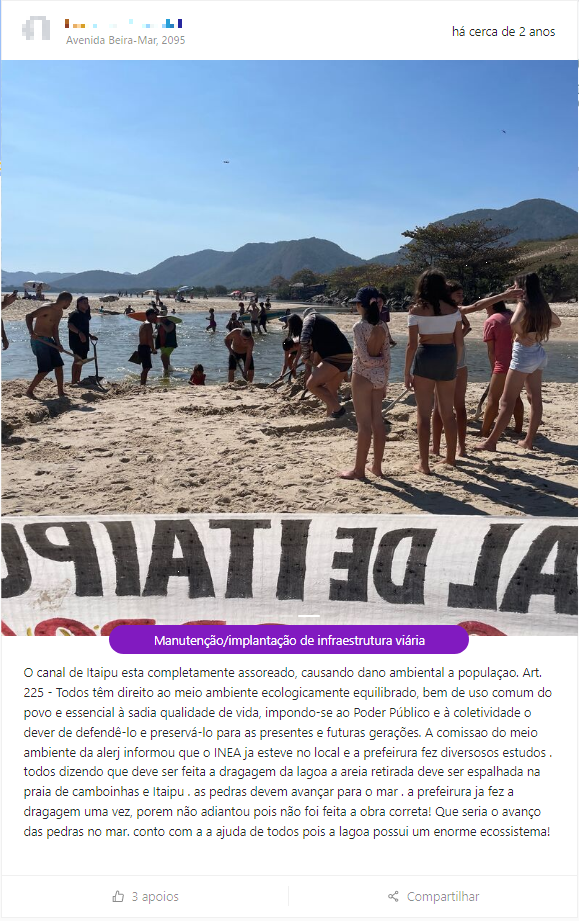 Avenida Beira-Mar, 2095
há cerca de 2 anos
AL DE ITAIPU
Manutenção/implantação de infraestrutura viária
O canal de Itaipu esta completamente assoreado, causando dano ambiental a populaçao. Art.
225 - Todos têm direito ao meio ambiente ecologicamente equilibrado, bem de uso comum do
povo e essencial à sadia qualidade de vida, impondo-se ao Poder Público e à coletividade o
dever de defendê-lo e preservá-lo para as presentes e futuras gerações. A comissao do meio
ambiente da alerj informou que o INEA ja esteve no local e a prefeirura fez diversosos estudos .
todos dizendo que deve ser feita a dragagem da lagoa a areia retirada deve ser espalhada na
praia de camboinhas e Itaipu . as pedras devem avançar para o mar . a prefeirura ja fez a
dragagem uma vez, porem não adiantou pois não foi feita a obra correta! Que seria o avanço
das pedras no mar. conto com a a ajuda de todos pois a lagoa possui um enorme ecossistema!
3 apoios
Compartilhar